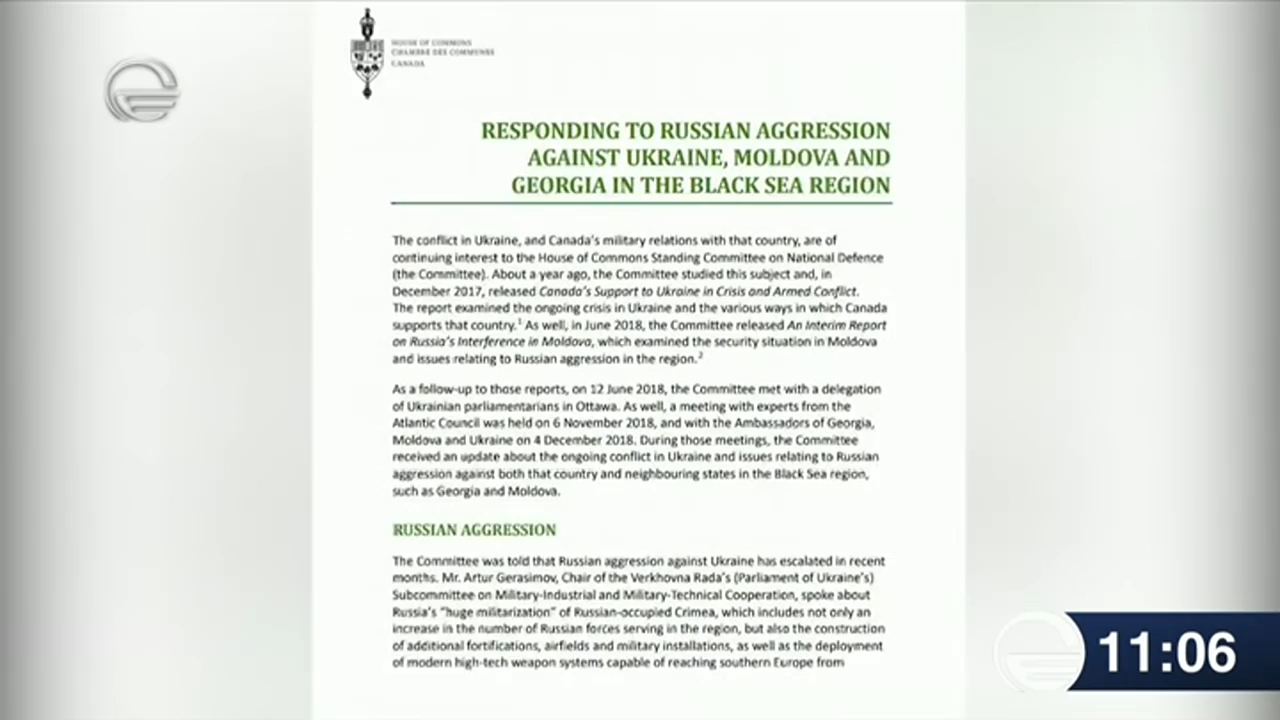 HOUSE OF COMMONS
CHAMBRE DES COMMUNES
CANADA
RESPONDING TO RUSSIAN AGGRESSION
AGAINST UKRAINE, MOLDOVA AND
GEORGIA IN THE BLACK SEA REGION
The conflict in Ukraine, and Canada's military relations with that country, are of
continuing interest to the House of Commons Standing Committee on National Defence
(the Committee). About a year ago, the Committee studied this subject and, in
December 2017, released Canada's Support to Ukraine in Crisis and Armed Conflict.
The report examined the ongoing crisis in Ukraine and the various ways in which Canada
supports that country.1 As well, in June 2018, the Committee released An Interim Report
on Russia's Interference in Moldova, which examined the security situation in Moldova
and issues relating to Russian aggression in the region.2
As a follow-up to those reports, on 12 June 2018, the Committee met with a delegation
of Ukrainian parliamentarians in Ottawa. As well, a meeting with experts from the
Atlantic Council was held on 6 November 2018, and with the Ambassadors of Georgia,
Moldova and Ukraine on 4 December 2018. During those meetings, the Committee
received an update about the ongoing conflict in Ukraine and issues relating to Russian
aggression against both that country and neighbouring states in the Black Sea region,
such as Georgia and Moldova.
RUSSIAN AGGRESSION
The Committee was told that Russian aggression against Ukraine has escalated in recent
months. Mr. Artur Gerasimov, Chair of the Verkhovna Rada's (Parliament of Ukraine's)
Subcommittee on Military-Industrial and Military-Technical Cooperation, spoke about
Russia's "huge militarization" of Russian-occupied Crimea, which includes not only an
increase in the number of Russian forces serving in the region, but also the construction
of additional fortifications, airfields and military installations, as well as the deployment
of modern high-tech weapon systems capable of reaching southern Europe from
11:06